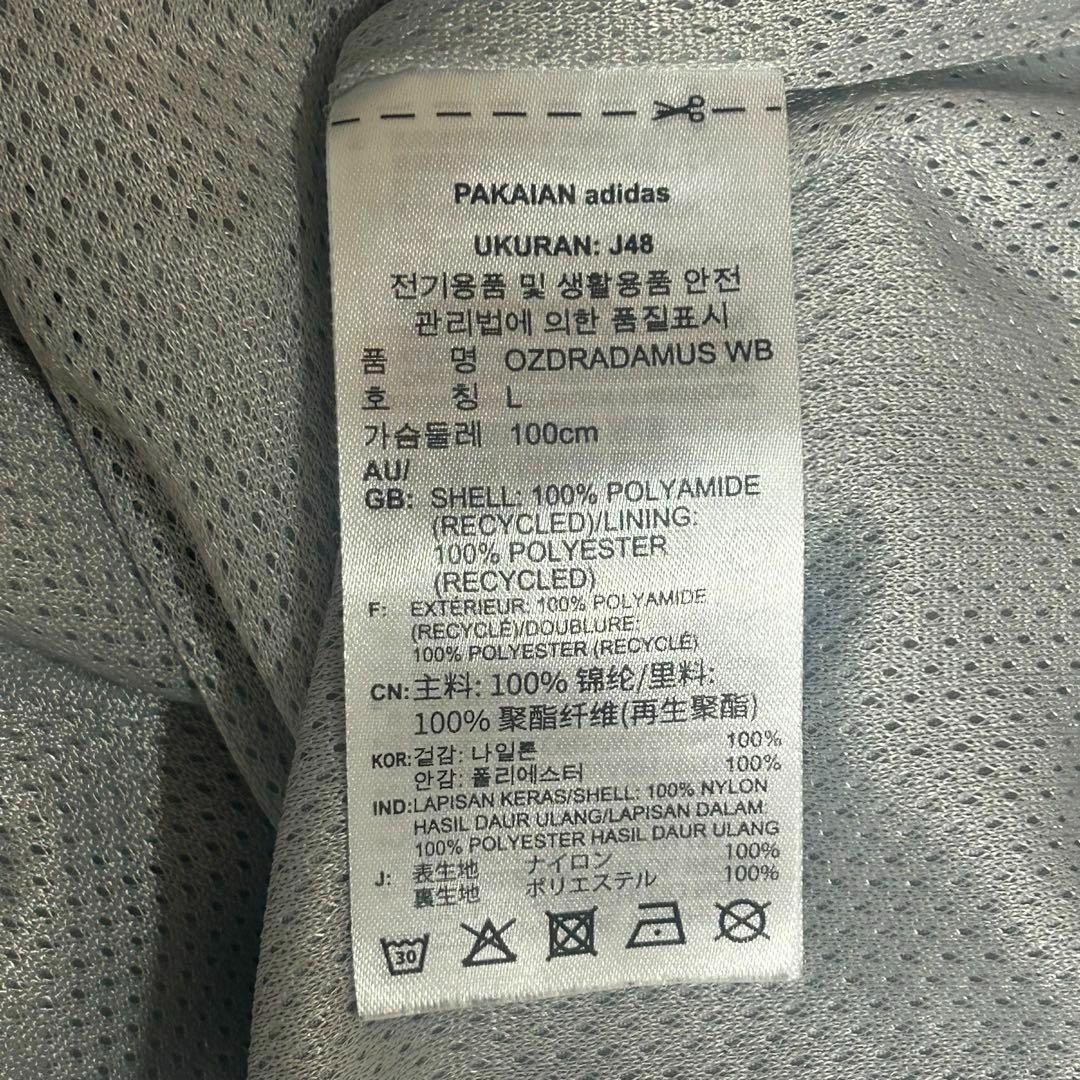 PAKAIAN adidas
UKURAN: J48
전기용품 및 생활용품 안전
관리법에 의한 품질표시
품 명 OZDRADAMUS WB
호 칭 L
가슴둘레 100cm
AU/
GB: SHELL: 100% POLYAMIDE
(RECYCLED)/LINING:
100% POLYESTER
(RECYCLED)
F: EXTERIEUR: 100% POLYAMIDE
(RECYCLÉ)/DOUBLURE:
100% POLYESTER (RECYCLÉ)
CN: 主料: 100% 锦纶/里料:
100% 聚酯纤维(再生聚酯)
KOR: 겉감: 나일론 100%
안감: 폴리에스터 100%
IND: LAPISAN KERAS/SHELL: 100% NYLON
HASIL DAUR ULANG/LAPISAN DALAM:
100% POLYESTER HASIL DAUR ULANG
J: 表生地 ナイロン 100%
裏生地 ポリエステル 100%
30